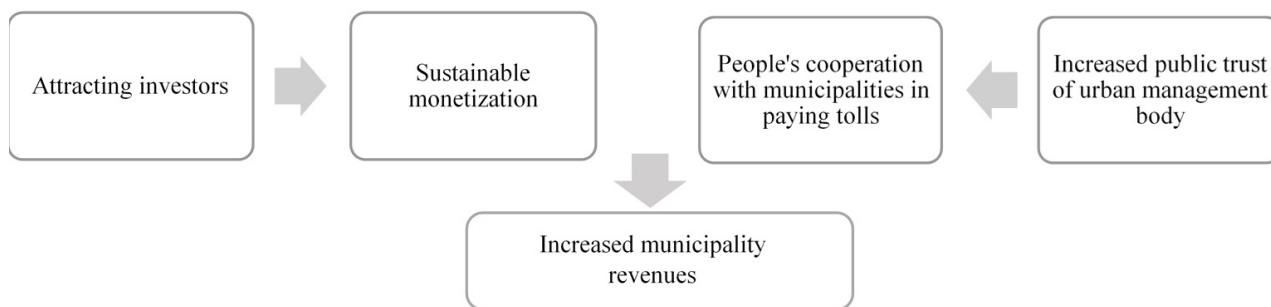 Attracting investors
Sustainable
monetization
People's cooperation
with municipalities in
paying tolls
Increased public trust
of urban management
body
Increased municipality
revenues